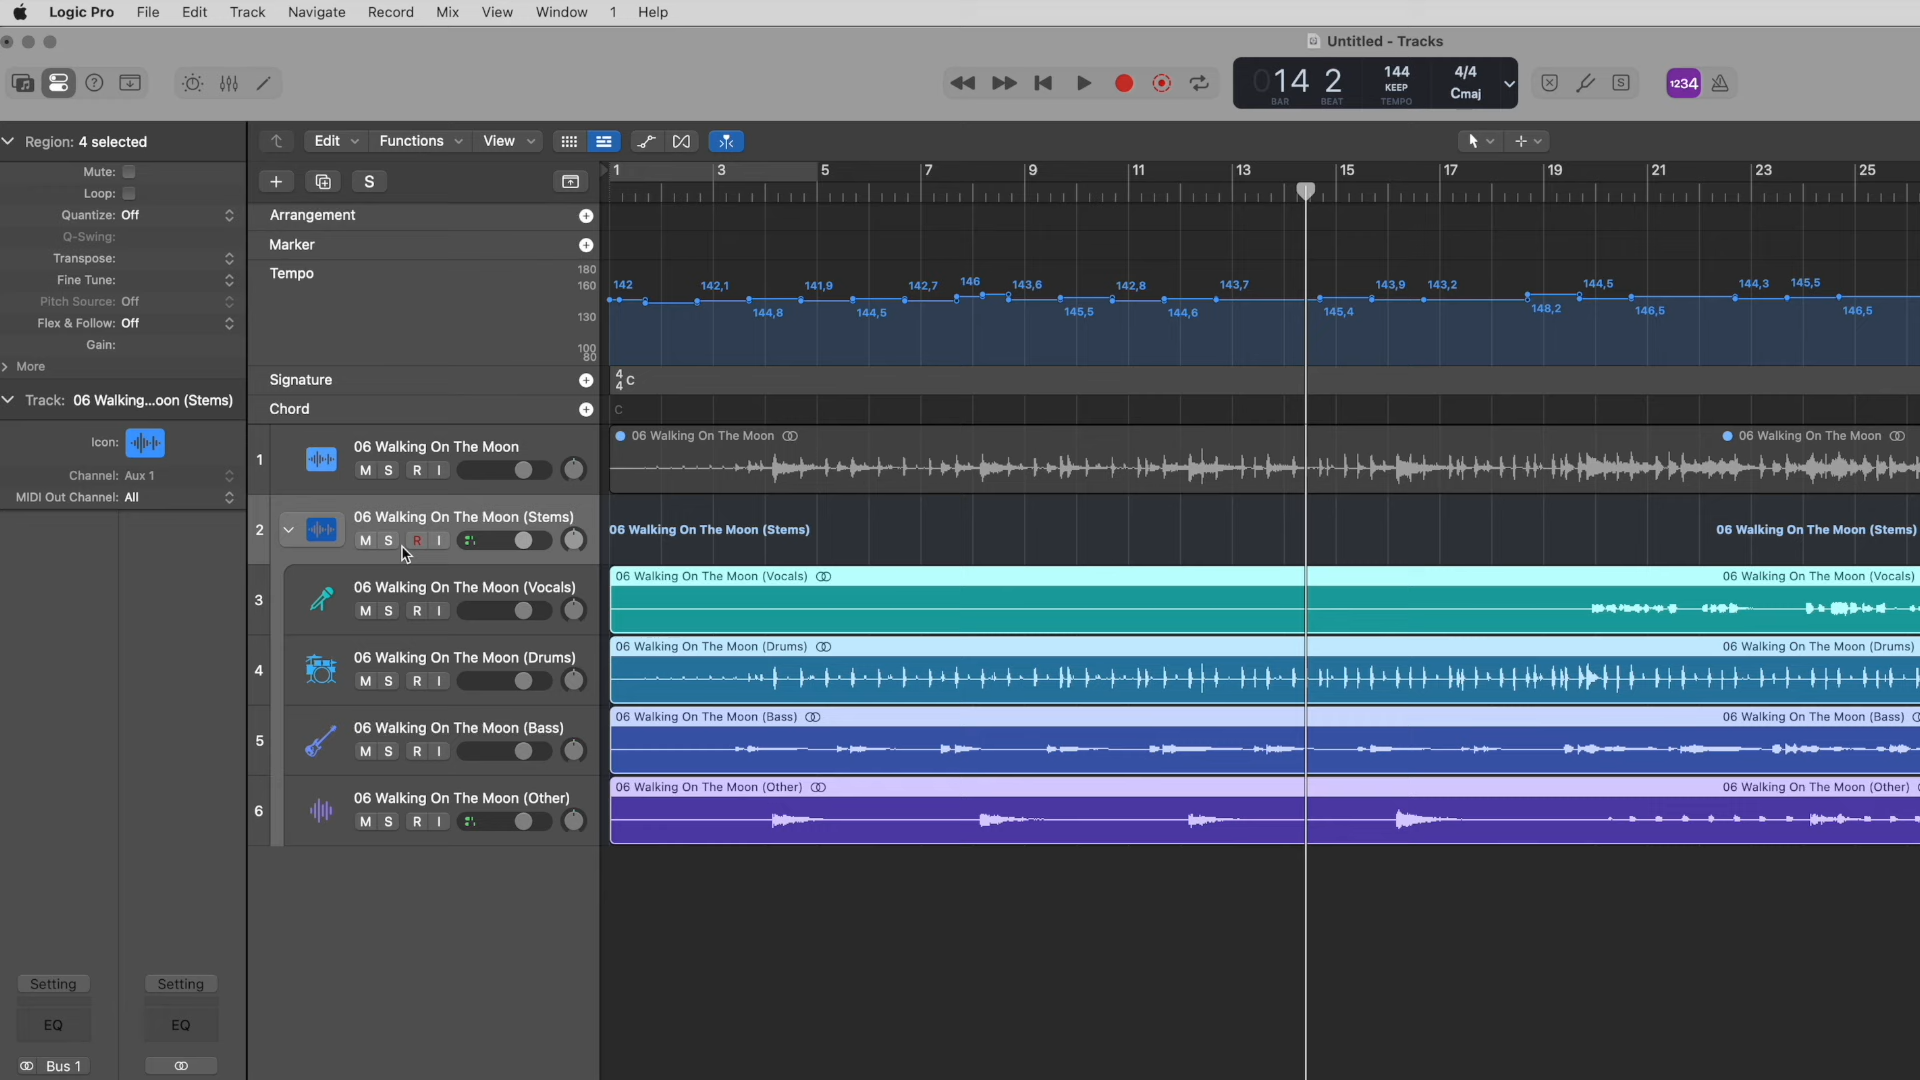 Logic Pro File Edit Track Navigate Record Mix View Window 1 Help
Untitled - Tracks
014 2 144 KEEP TEMPO 4/4 Cmaj
BAR BEAT
S 1234
Region: 4 selected
Edit Functions View
Mute:
Loop:
Quantize: Off
Q-Swing:
Transpose:
Fine Tune:
Pitch Source: Off
Flex & Follow: Off
Gain:
More
Track: 06 Walking...oon (Stems)
Icon:
Channel: Aux 1
MIDI Out Channel: All
Setting Setting
EQ EQ
Bus 1
S
1 3 5 7 9 11 13 15 17 19 21 23 25
Arrangement
Marker
Tempo
180
160
130
100
80
142 142,1 141,9 142,7 146 143,6 142,8 143,7 143,9 143,2 144,5 144,3 145,5
144,8 144,5 145,5 144,6 145,4 148,2 146,5 146,5
Signature
4 4 C
Chord
C
1 06 Walking On The Moon
M S R I
06 Walking On The Moon 06 Walking On The Moon
2 06 Walking On The Moon (Stems)
M S R I
06 Walking On The Moon (Stems) 06 Walking On The Moon (Stems)
3 06 Walking On The Moon (Vocals)
M S R I
06 Walking On The Moon (Vocals) 06 Walking On The Moon (Vocals)
4 06 Walking On The Moon (Drums)
M S R I
06 Walking On The Moon (Drums) 06 Walking On The Moon (Drums)
5 06 Walking On The Moon (Bass)
M S R I
06 Walking On The Moon (Bass) 06 Walking On The Moon (Bass)
6 06 Walking On The Moon (Other)
M S R I
06 Walking On The Moon (Other) 06 Walking On The Moon (Other)